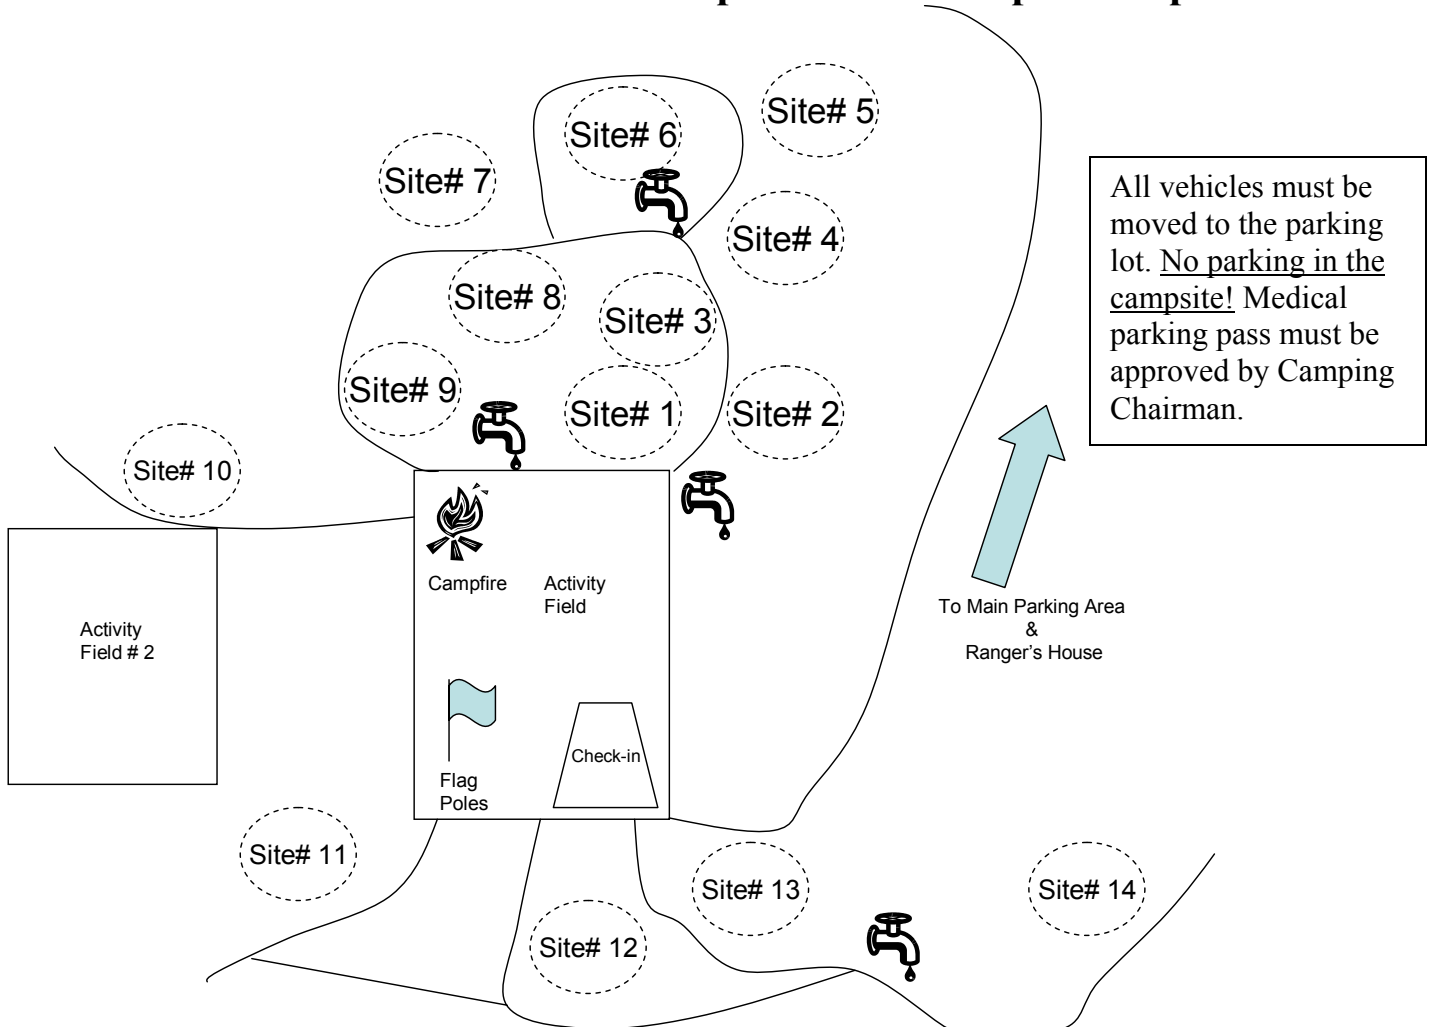 Site# 5
Site# 6
Site# 7
Site# 4
Site# 8
Site# 3
Site# 9
Site# 1
Site# 2
Site# 10
All vehicles must be
moved to the parking
lot. No parking in the
campsite! Medical
parking pass must be
approved by Camping
Chairman.
Campfire
Activity
Field
To Main Parking Area
&
Ranger’s House
Activity
Field # 2
Check-in
Flag
Poles
Site# 11
Site# 13
Site# 14
Site# 12